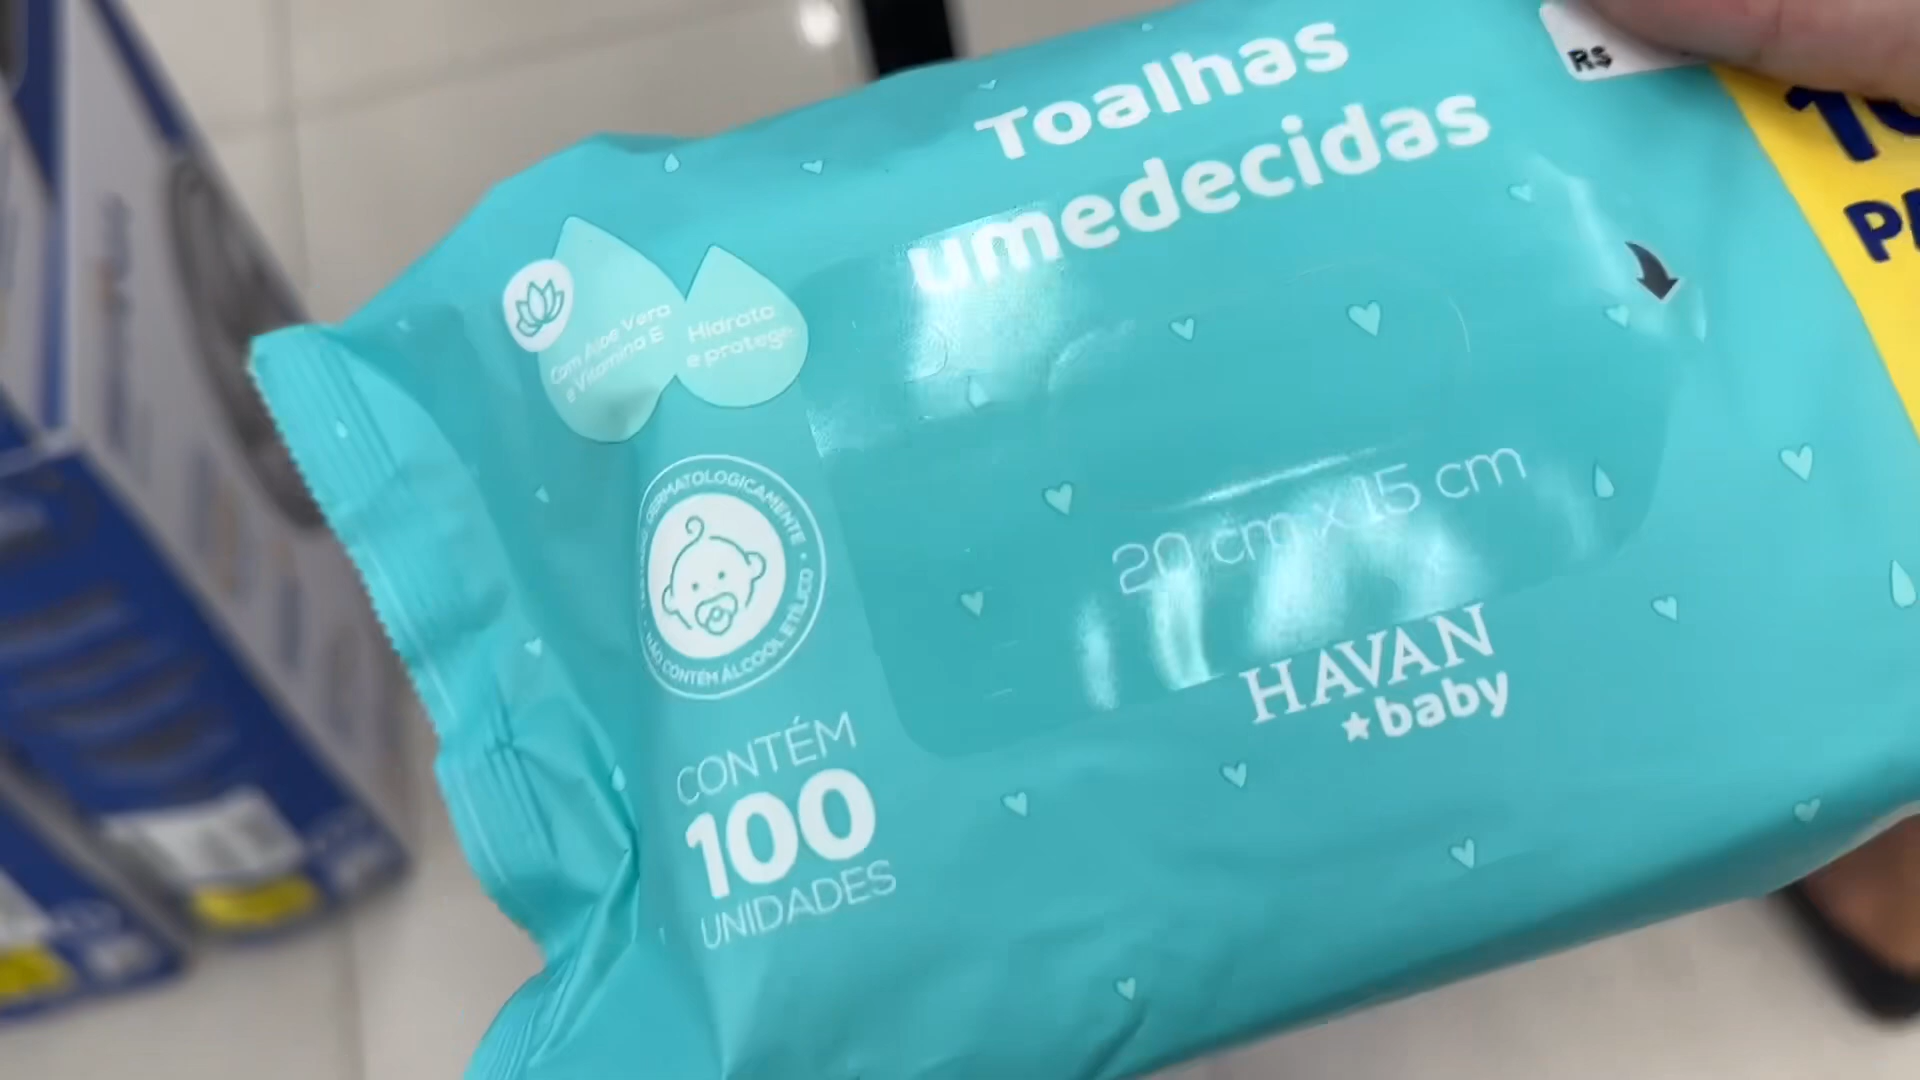 Toalhas
umedecidas
R$
Com Aloe Vera
e Vitamina E
Hidrata
e protege
DERMATOLOGICAMENTE
NÃO CONTÉM ÁLCOOL ETÍLICO
20 cm x 15 cm
HAVAN
baby
CONTÉM
100
UNIDADES